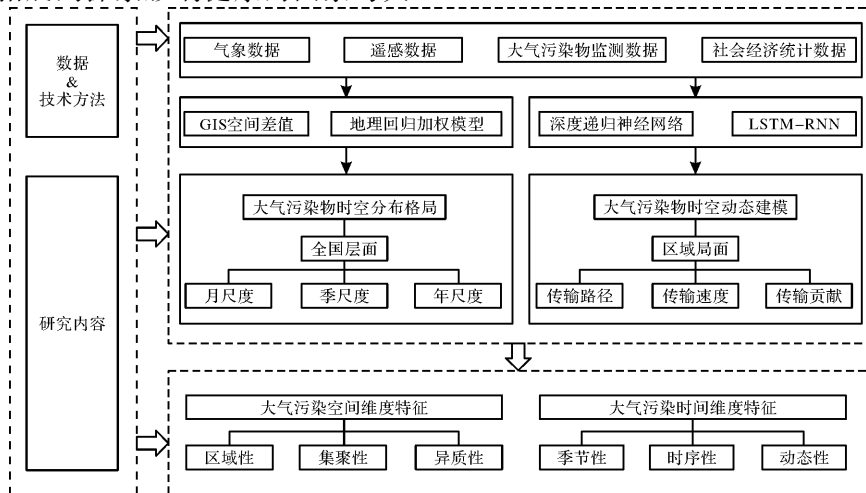 数据
&
技术方法
气象数据 遥感数据 大气污染物监测数据 社会经济统计数据
GIS空间差值 地理回归加权模型 深度递归神经网络 LSTM-RNN
研究内容
大气污染物时空分布格局 大气污染物时空动态建模
全国层面 区域局面
月尺度 季尺度 年尺度 传输路径 传输速度 传输贡献
大气污染空间维度特征 大气污染时间维度特征
区域性 集聚性 异质性 季节性 时序性 动态性